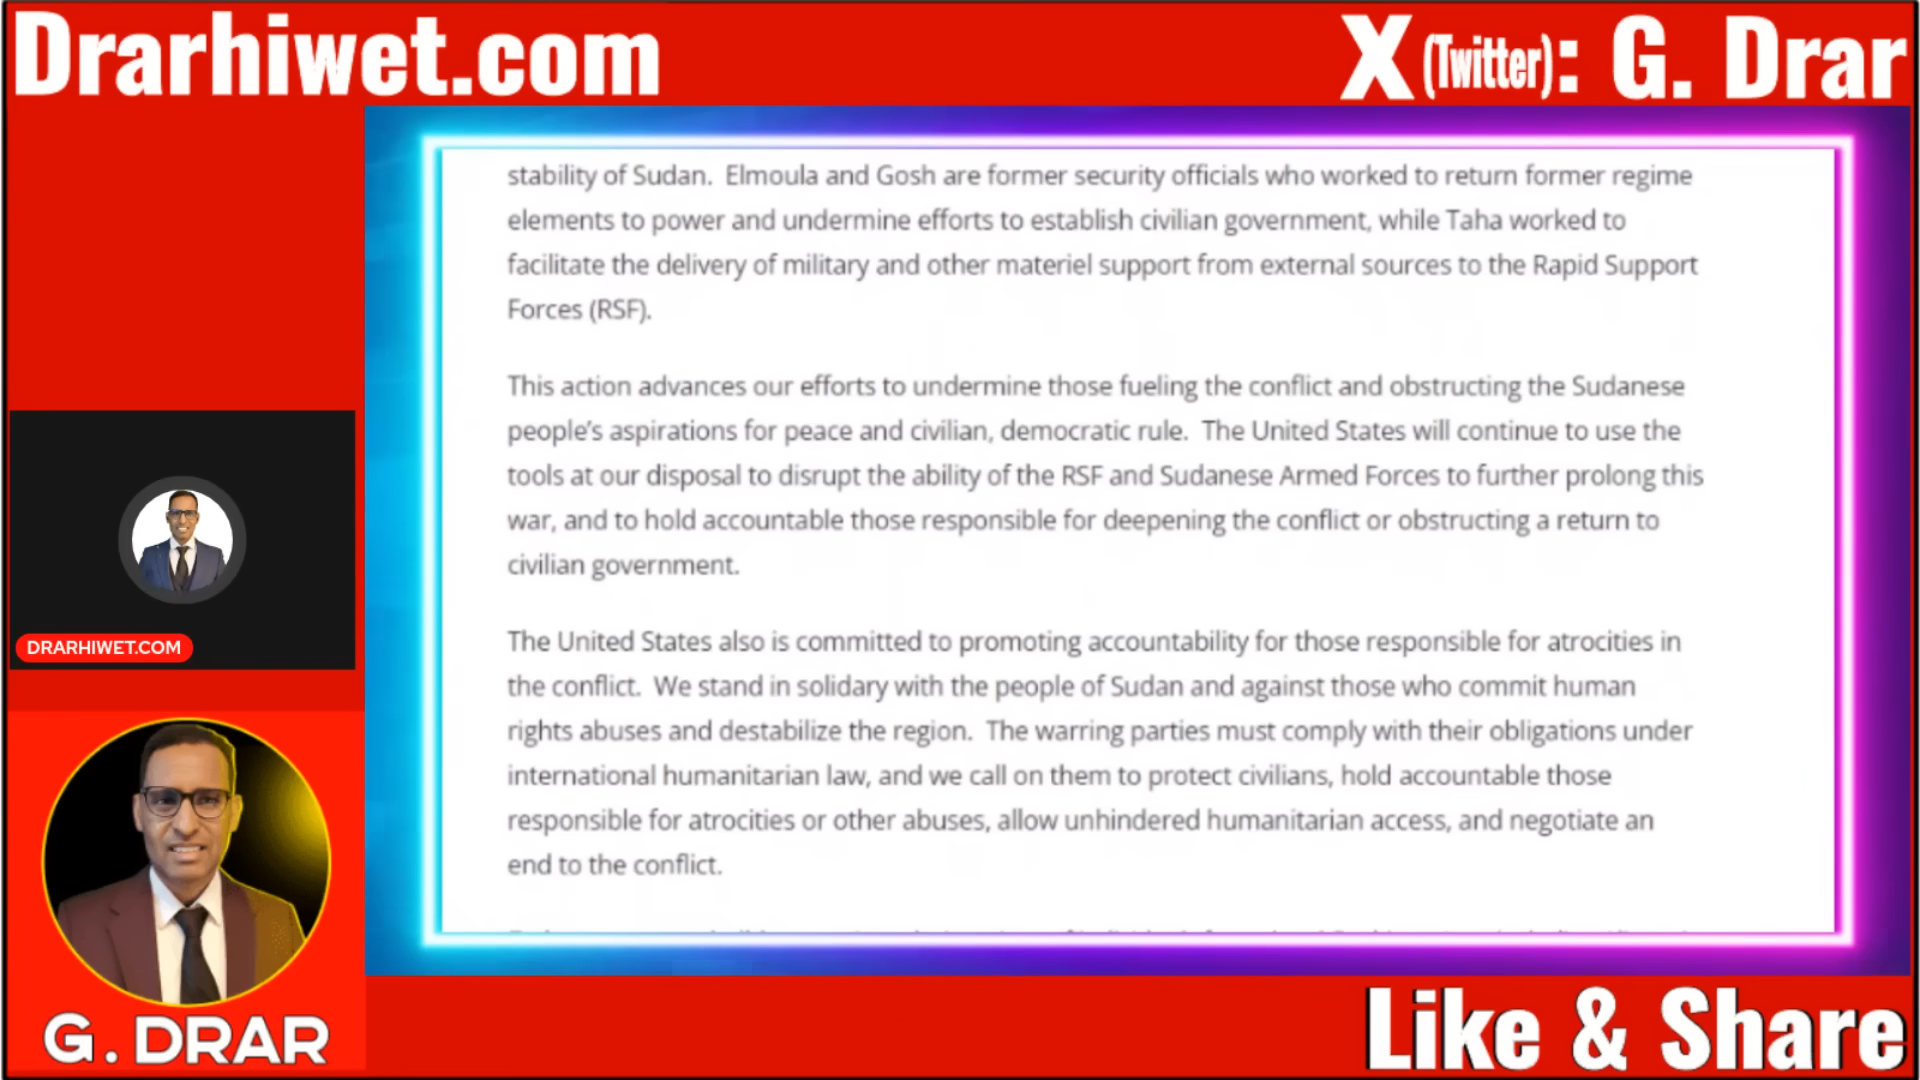 Drarhiwet.com
X (Twitter): G. Drar
stability of Sudan. Elmoula and Gosh are former security officials who worked to return former regime
elements to power and undermine efforts to establish civilian government, while Taha worked to
facilitate the delivery of military and other materiel support from external sources to the Rapid Support
Forces (RSF).
This action advances our efforts to undermine those fueling the conflict and obstructing the Sudanese
people's aspirations for peace and civilian, democratic rule. The United States will continue to use the
tools at our disposal to disrupt the ability of the RSF and Sudanese Armed Forces to further prolong this
war, and to hold accountable those responsible for deepening the conflict or obstructing a return to
civilian government.
The United States also is committed to promoting accountability for those responsible for atrocities in
the conflict. We stand in solidary with the people of Sudan and against those who commit human
rights abuses and destabilize the region. The warring parties must comply with their obligations under
international humanitarian law, and we call on them to protect civilians, hold accountable those
responsible for atrocities or other abuses, allow unhindered humanitarian access, and negotiate an
end to the conflict.
DRARHIWET.COM
G. DRAR
Like & Share